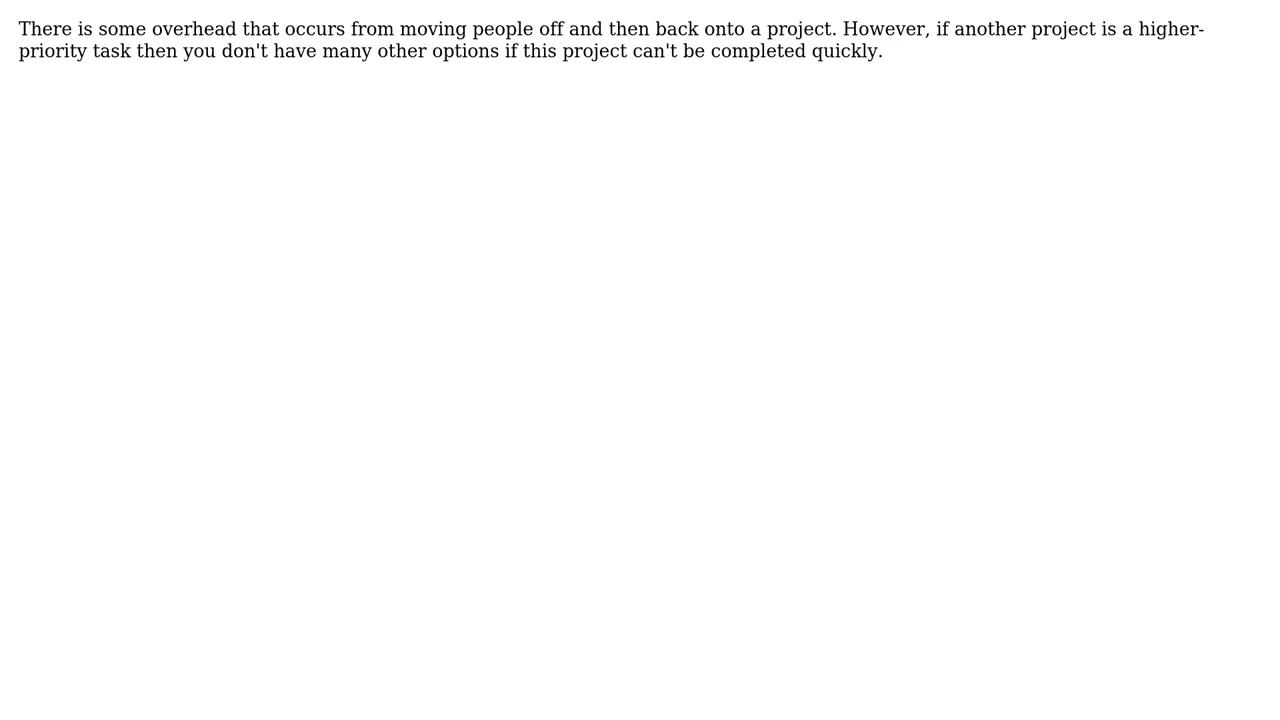 There is some overhead that occurs from moving people off and then back onto a project. However, if another project is a higher-
priority task then you don't have many other options if this project can't be completed quickly.